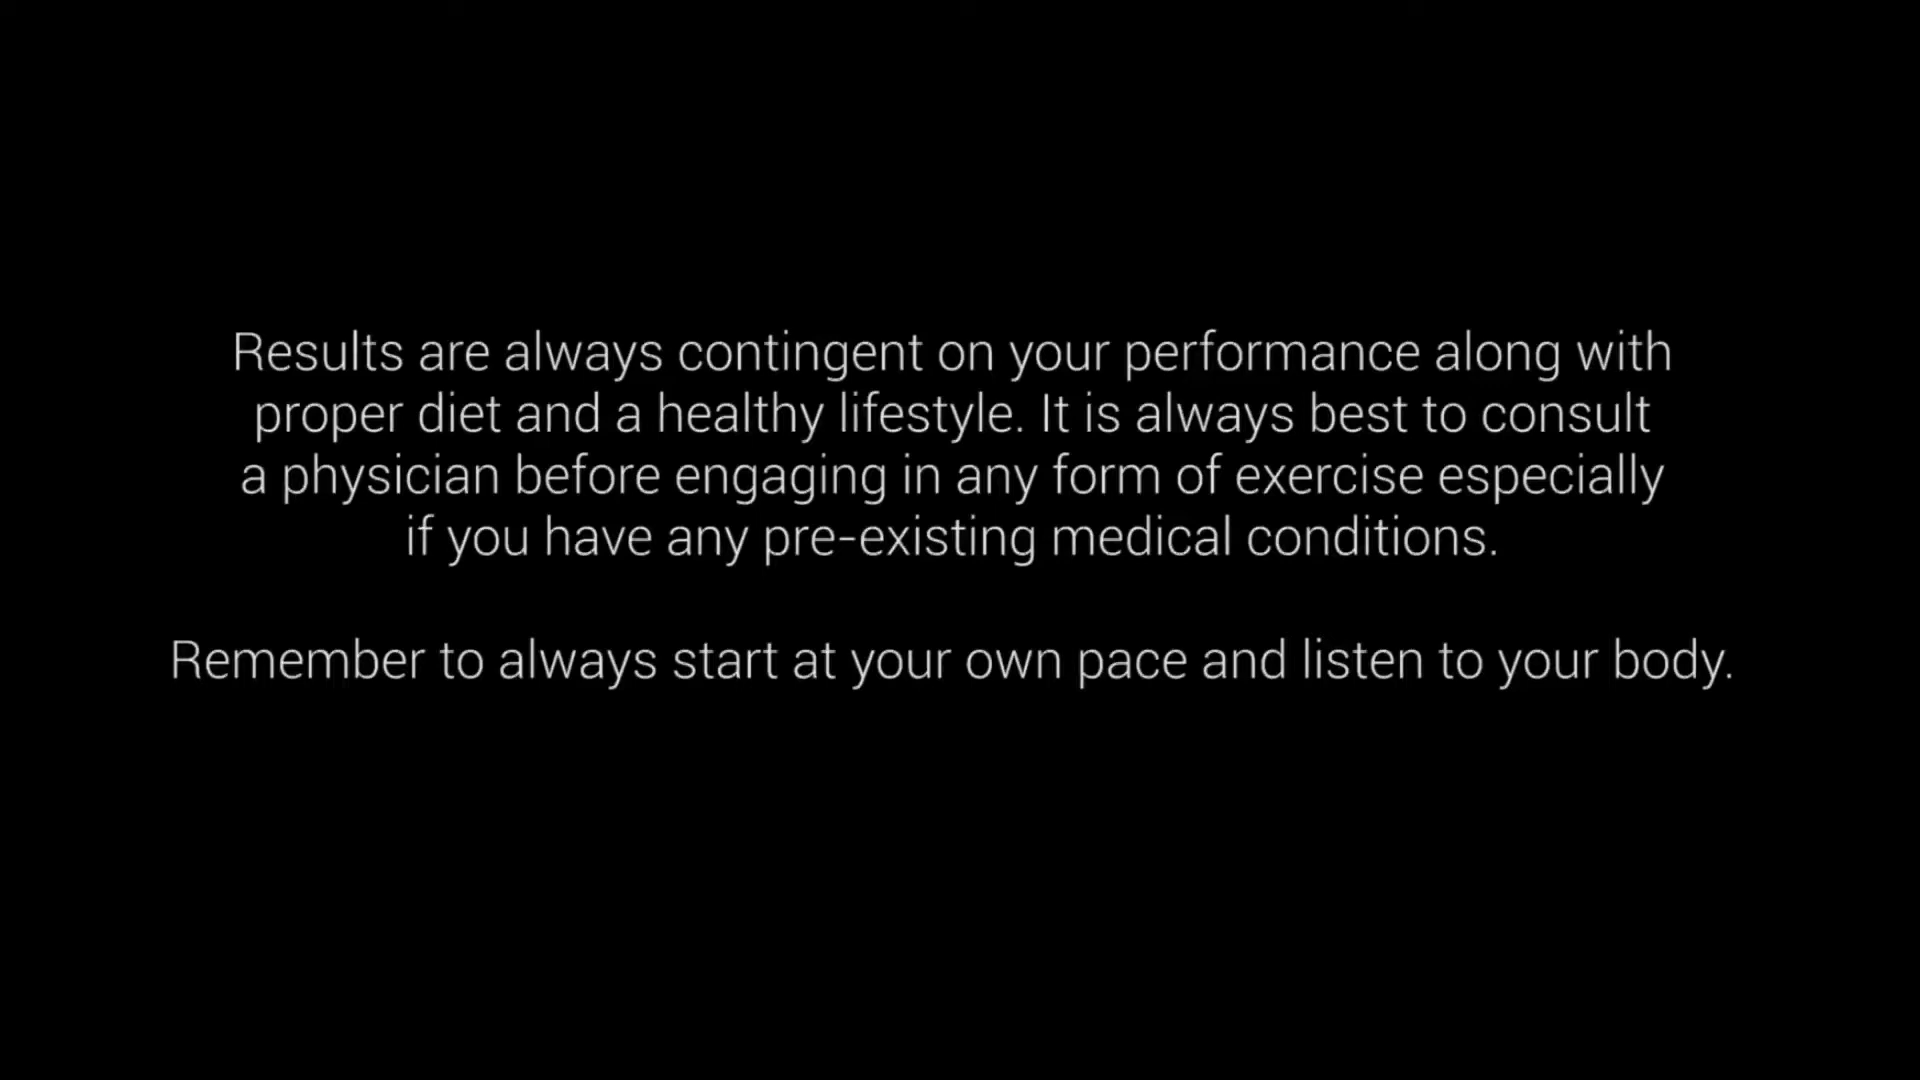 Results are always contingent on your performance along with
proper diet and a healthy lifestyle. It is always best to consult
a physician before engaging in any form of exercise especially
if you have any pre-existing medical conditions.
Remember to always start at your own pace and listen to your body.